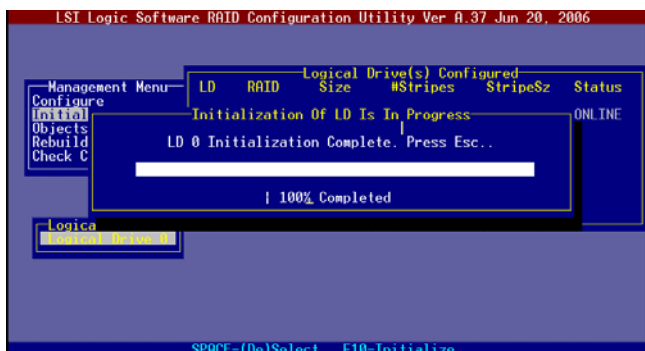 LSI Logic Software RAID Configuration Utility Ver A.37 Jun 20, 2006
Logical Drive(s) Configured
Management Menu
LD RAID Size #Stripes StripeSz Status
Configure
Initial
Initialization Of LD Is In Progress
ONLINE
Objects
Rebuild
LD 0 Initialization Complete. Press Esc..
Check C
| 100% Completed
Logica
Logical Drive 0
SPACE-(De)Select F10-Initialize